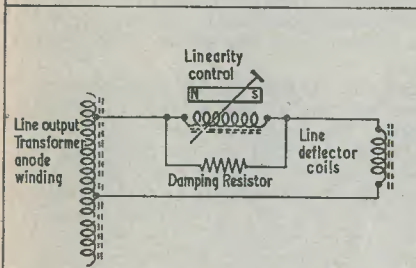 Linearity
control
N S
Line output
Transformer
anode
winding
Line
deflector
coils
Damping Resistor